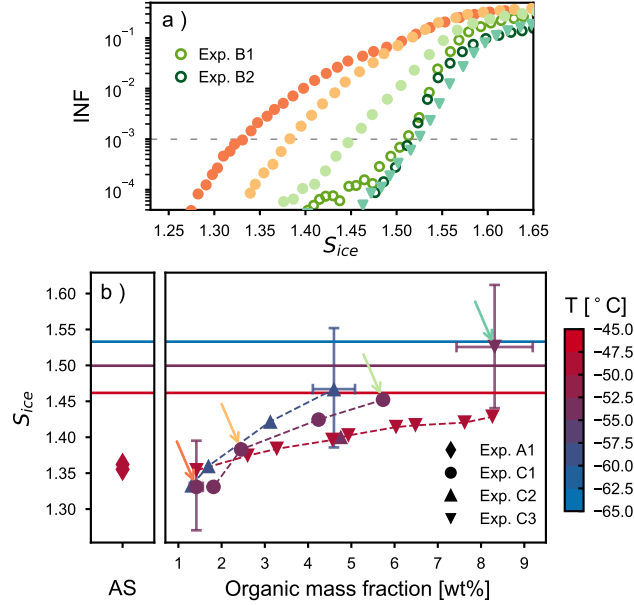 a )
Exp. B1
Exp. B2
INF
10⁻¹
10⁻²
10⁻³
10⁻⁴
1.25 1.30 1.35 1.40 1.45 1.50 1.55 1.60 1.65
S_ice
b )
S_ice
1.60
1.55
1.50
1.45
1.40
1.35
1.30
Exp. A1
Exp. C1
Exp. C2
Exp. C3
AS
1 2 3 4 5 6 7 8 9
Organic mass fraction [wt%]
T [ ° C]
−45.0
−47.5
−50.0
−52.5
−55.0
−57.5
−60.0
−62.5
−65.0